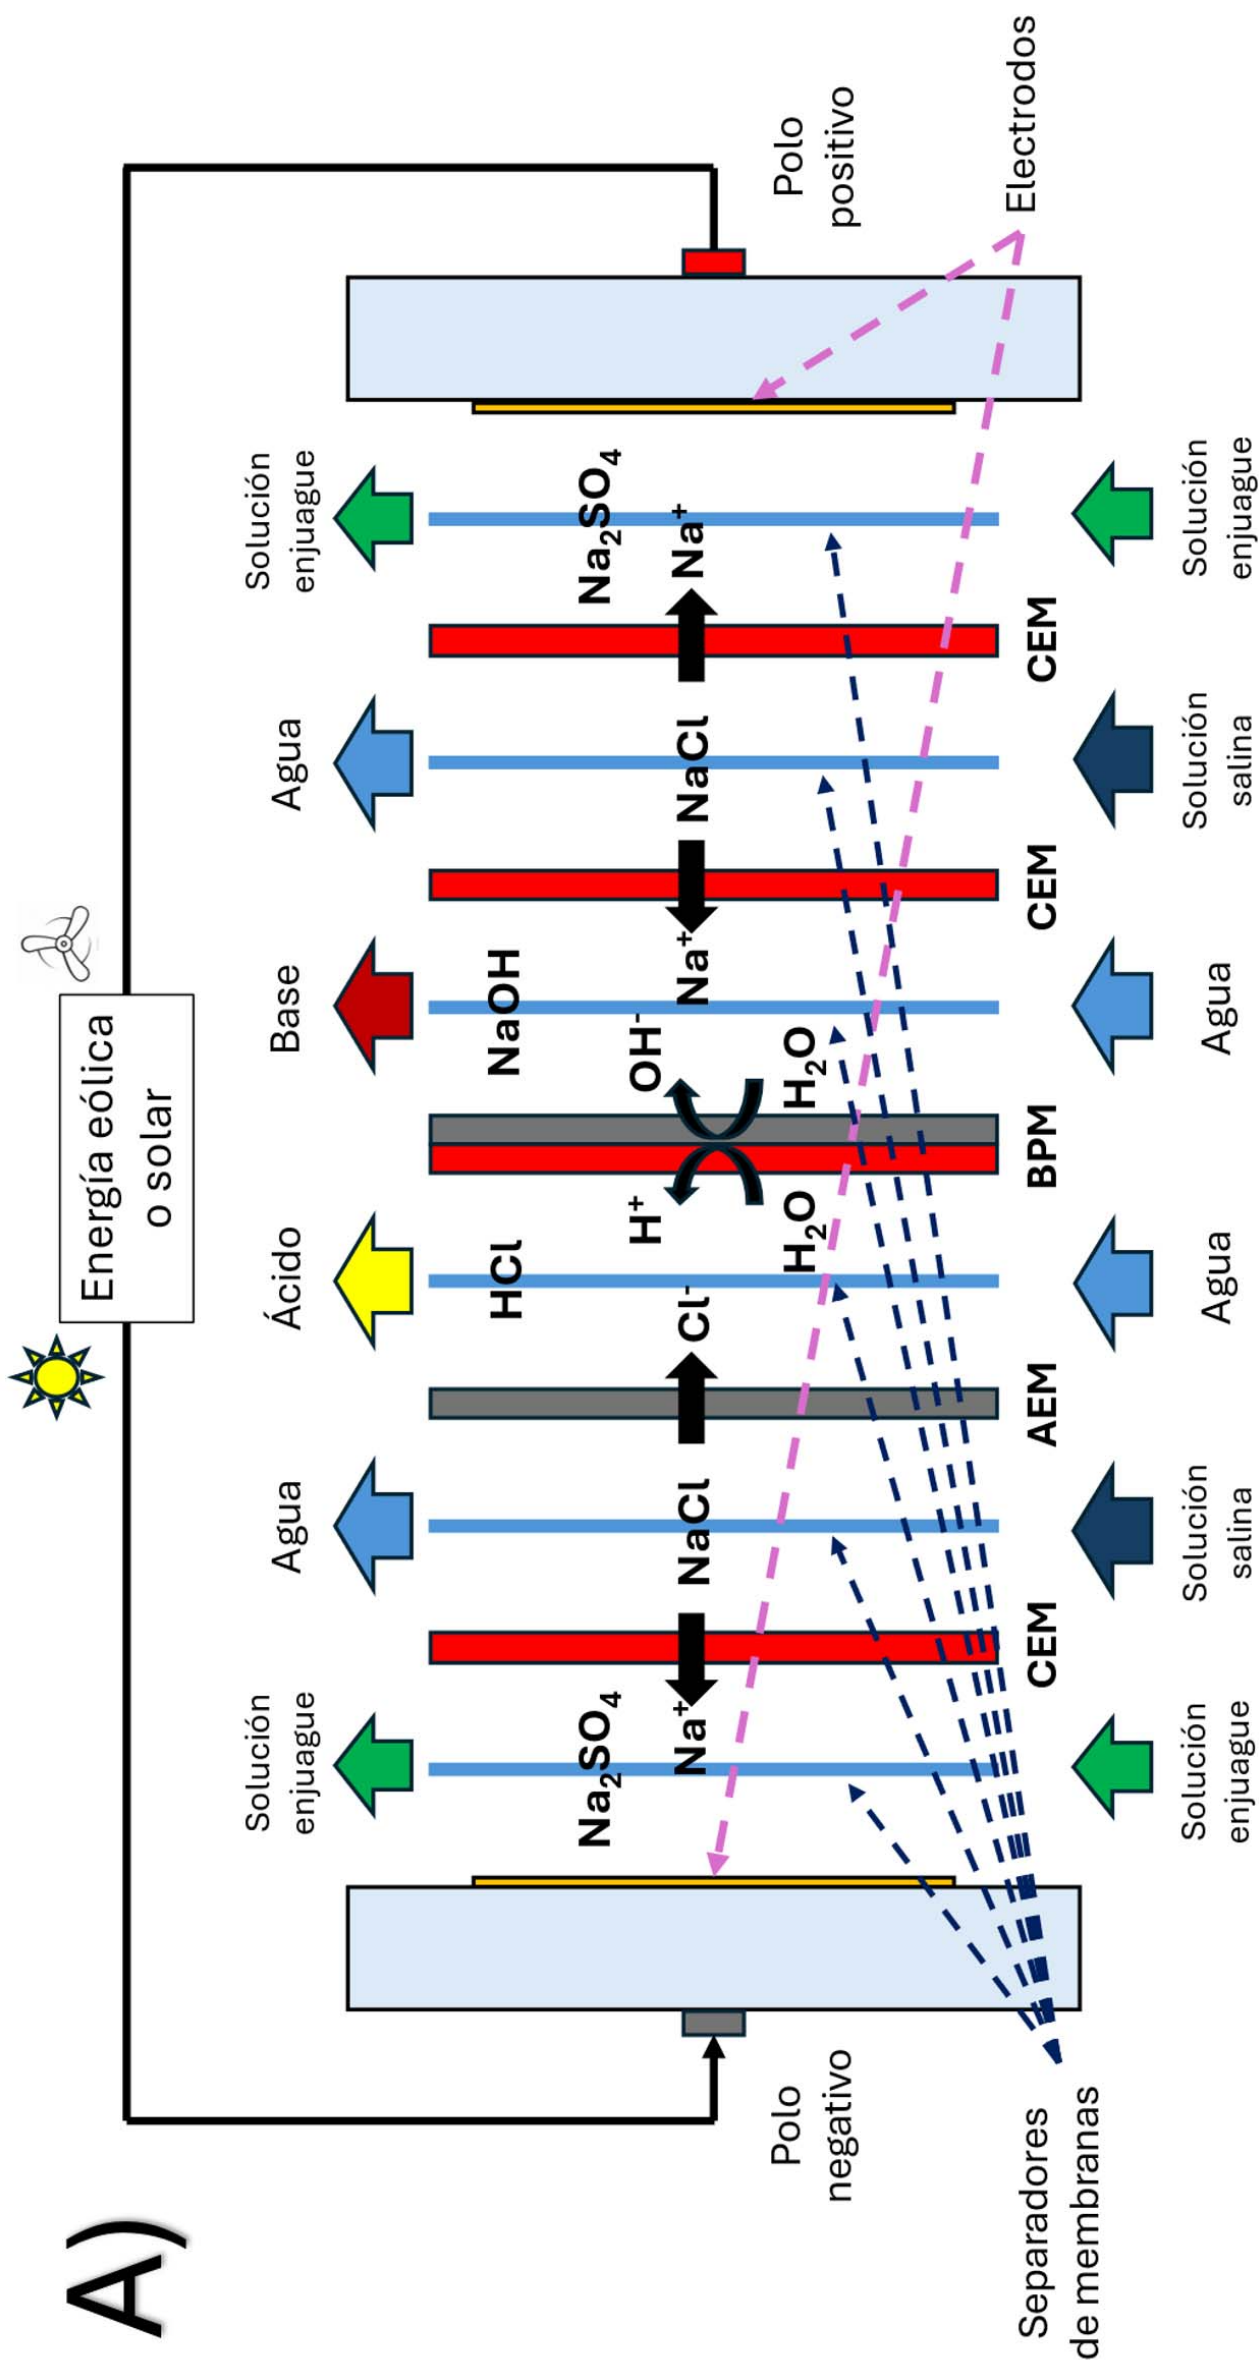 A)
Energía eólica
o solar
Solución
enjuague
Agua
Ácido
Base
Agua
Solución
enjuague
Polo
negativo
Na₂SO₄
Na⁺
NaCl
HCl
Cl⁻
H⁺
H₂O
OH⁻
H₂O
NaOH
Na⁺
NaCl
Na₂SO₄
Na⁺
Polo
positivo
CEM
AEM
BPM
CEM
CEM
Electrodos
Separadores
de membranas
Solución
enjuague
Solución
salina
Agua
Agua
Solución
salina
Solución
enjuague